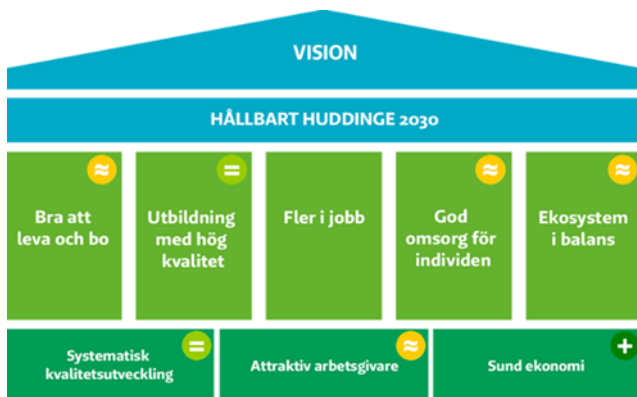 VISION
HÅLLBART HUDDINGE 2030
≈
Bra att
leva och bo
=
Utbildning
med hög
kvalitet
Fler i jobb
≈
God
omsorg för
individen
≈
Ekosystem
i balans
=
Systematisk
kvalitetsutveckling
≈
Attraktiv arbetsgivare
+
Sund ekonomi